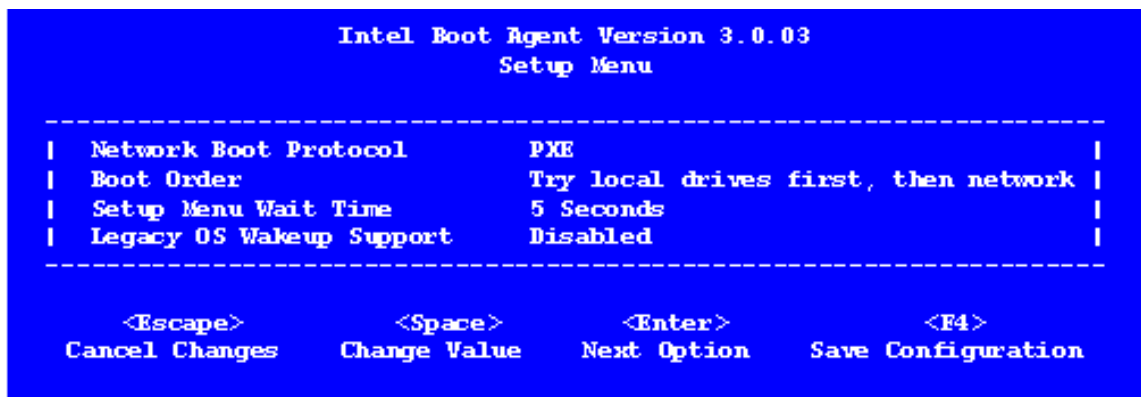 Intel Boot Agent Version 3.0.03
Setup Menu
Network Boot Protocol PXE
Boot Order Try local drives first, then network
Setup Menu Wait Time 5 Seconds
Legacy OS Wakeup Support Disabled
<Escape> <Space> <Enter> <F4>
Cancel Changes Change Value Next Option Save Configuration